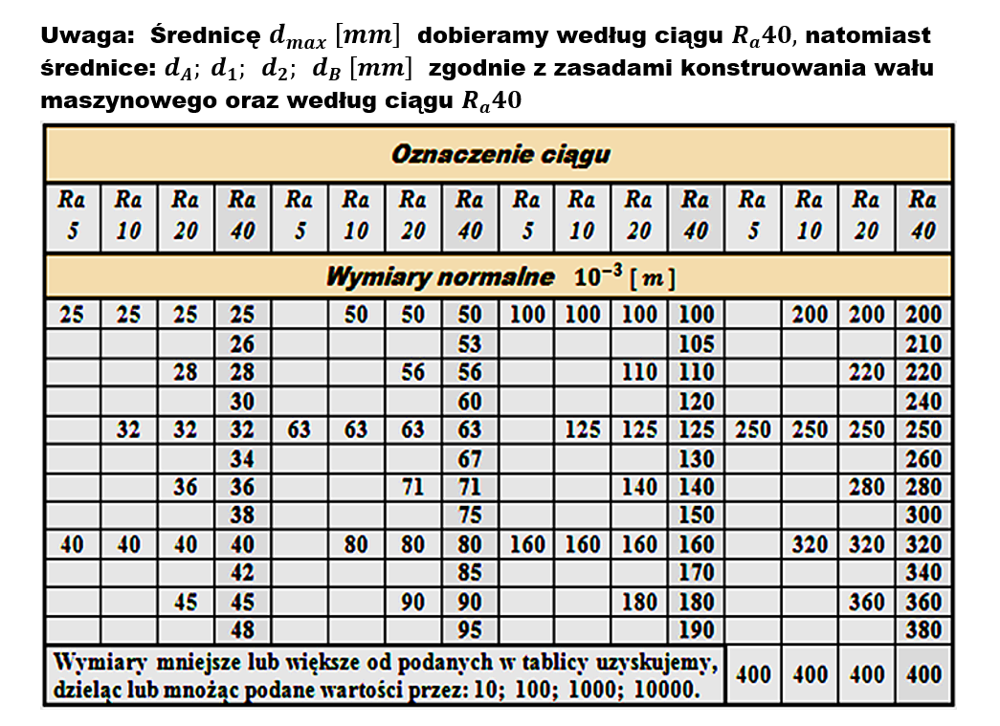 Uwaga: Średnicę d_max [mm] dobieramy według ciągu R_a40, natomiast
średnice: d_A; d_1; d_2; d_B [mm] zgodnie z zasadami konstruowania wału
maszynowego oraz według ciągu R_a40
Oznaczenie ciągu
Ra Ra Ra Ra Ra Ra Ra Ra Ra Ra Ra Ra Ra Ra Ra Ra
5 10 20 40 5 10 20 40 5 10 20 40 5 10 20 40
Wymiary normalne 10⁻³ [ m ]
25 25 25 25 50 50 50 100 100 100 100 200 200 200
26 53 105 210
28 28 56 56 110 110 220 220
30 60 120 240
32 32 32 63 63 63 63 125 125 125 250 250 250 250
34 67 130 260
36 36 71 71 140 140 280 280
38 75 150 300
40 40 40 40 80 80 80 160 160 160 160 320 320 320
42 85 170 340
45 45 90 90 180 180 360 360
48 95 190 380
Wymiary mniejsze lub większe od podanych w tablicy uzyskujemy,
dzieląc lub mnożąc podane wartości przez: 10; 100; 1000; 10000.
400 400 400 400